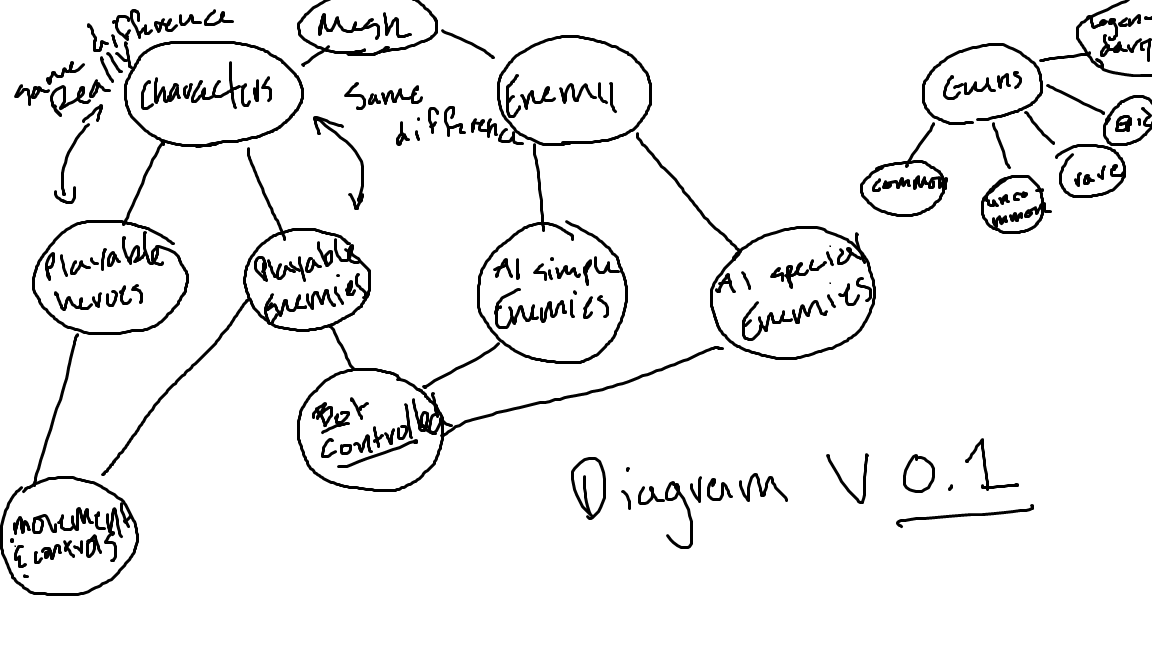 same difference
really
Mesh
Characters
same
difference
Enemy
Guns
legen-
dary
Epic
rare
unco-
mmon
common
Playable
heroes
Playable
Enemies
AI simple
Enemies
AI special
Enemies
Bot
controlled
movement
& controls
Diagram V 0.1